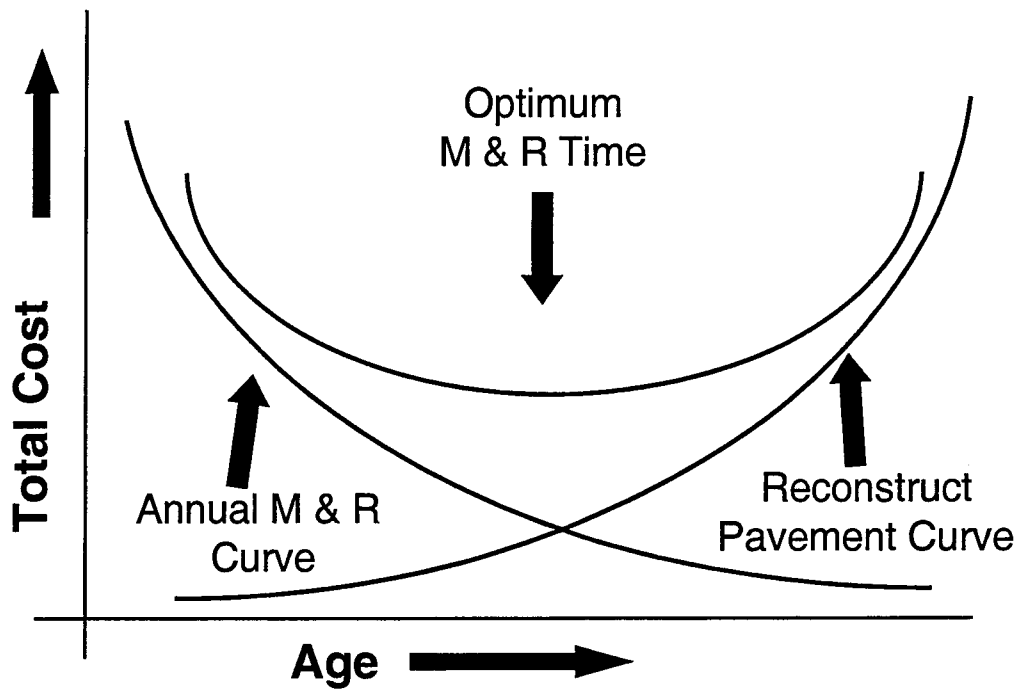 Optimum
M & R Time
Total Cost
Annual M & R
Curve
Reconstruct
Pavement Curve
Age